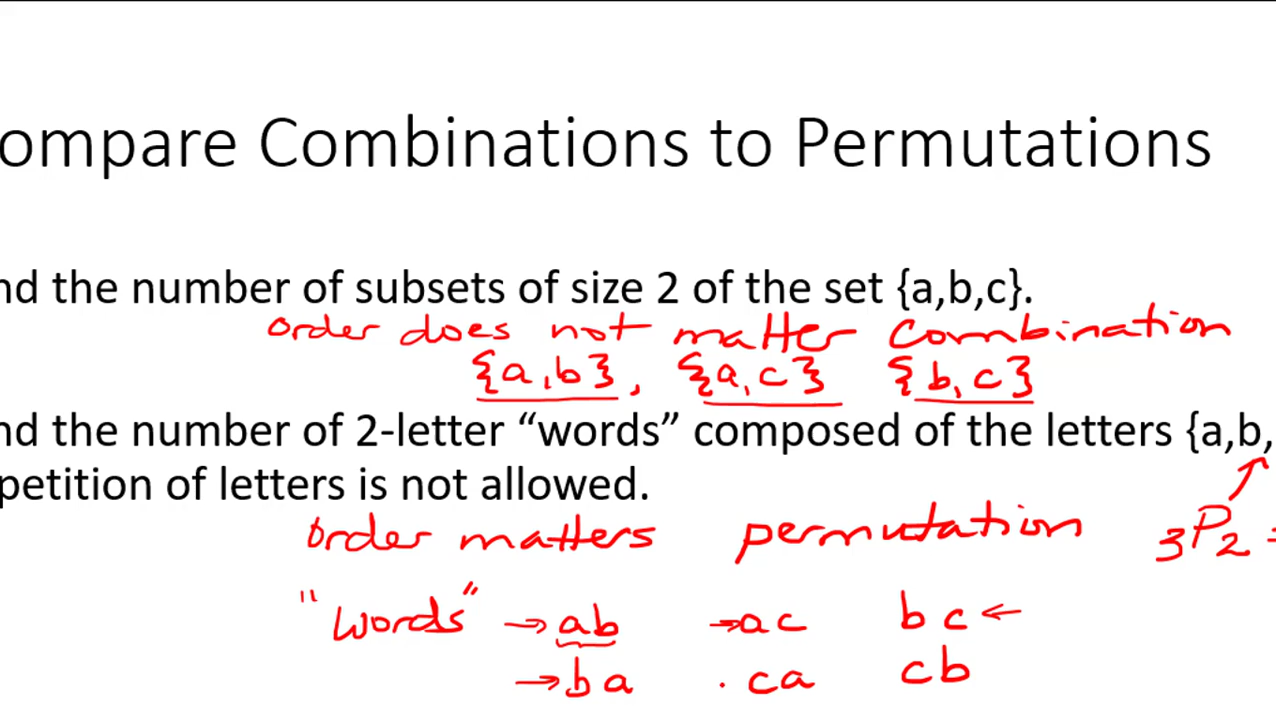 ompare Combinations to Permutations
nd the number of subsets of size 2 of the set {a,b,c}.
order does not matter combination
{a,b}, {a,c} {b,c}
nd the number of 2-letter “words” composed of the letters {a,b,
petition of letters is not allowed.
order matters permutation 3P2 =
"words" →ab →ac bc←
→ba .ca cb